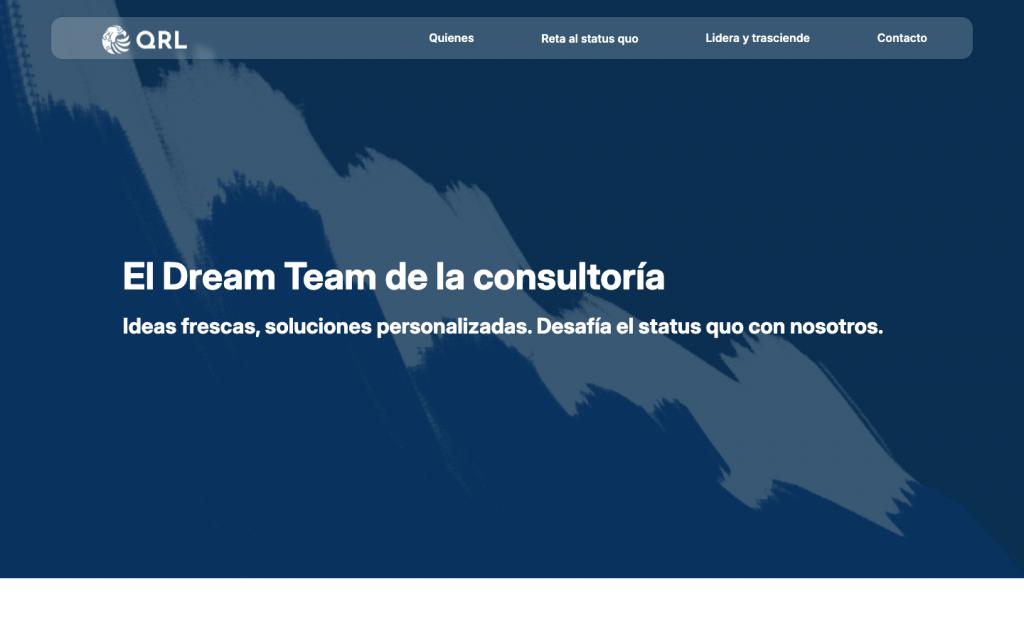 QRL
Quienes
Reta al status quo
Lidera y trasciende
Contacto
El Dream Team de la consultoría
Ideas frescas, soluciones personalizadas. Desafía el status quo con nosotros.